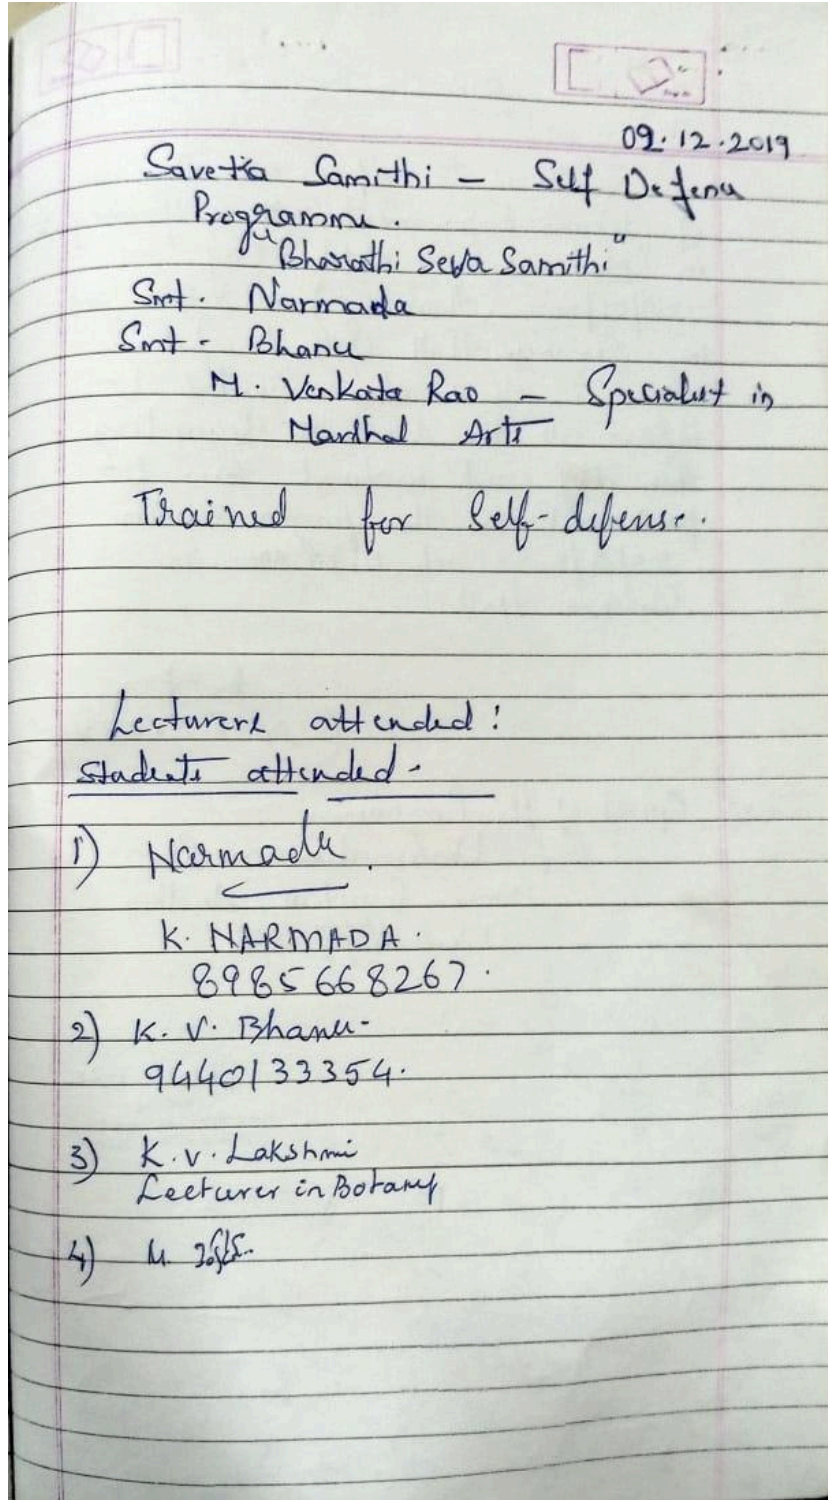 09.12.2019
Savetha Samithi – Self Defence
Programme.
"Bharathi Seva Samithi"
Smt. Narmada
Smt - Bhanu
M. Venkata Rao – Specialist in
Marthal Arts
Trained for Self-defense.
Lecturers attended:
Students attended -
1) Narmada.
K. NARMADA.
8985668267.
2) K. V. Bhanu-
9440133354.
3) K.V. Lakshmi
Lecturer in Botany
4) M.